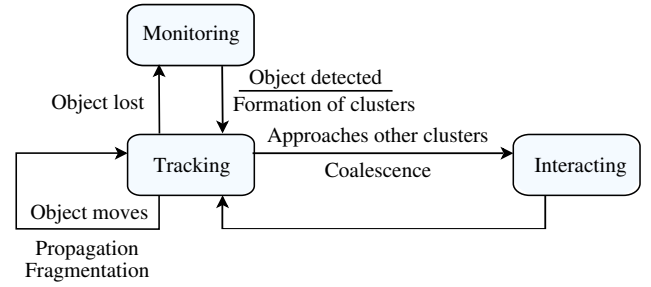 Monitoring
Object detected
Object lost
Formation of clusters
Approaches other clusters
Tracking
Interacting
Coalescence
Object moves
Propagation
Fragmentation